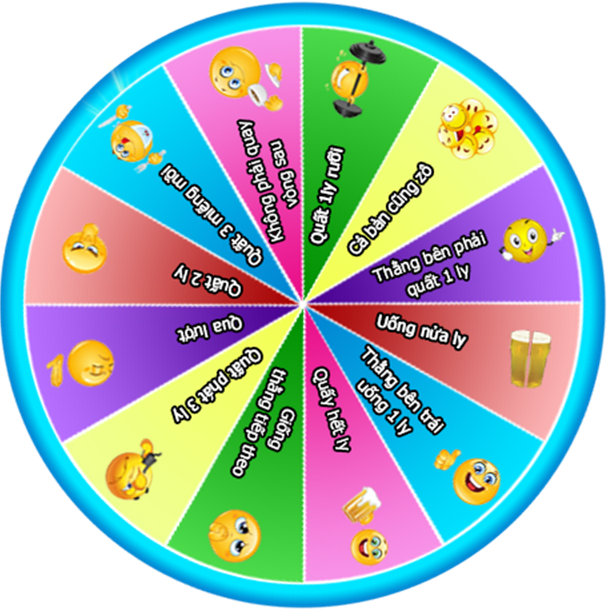 Quất 1ly rưỡi
Cả bàn cùng zô
Thằng bên phải
quất 1 ly
Uống nửa ly
Thằng bên trái
uống 1 ly
Quẩy hết ly
Giống
thằng tiếp theo
Quất phát 3 ly
Qua lượt
Quất 2 ly
Quất 3 miếng mồi
Không phải quay
vòng sau